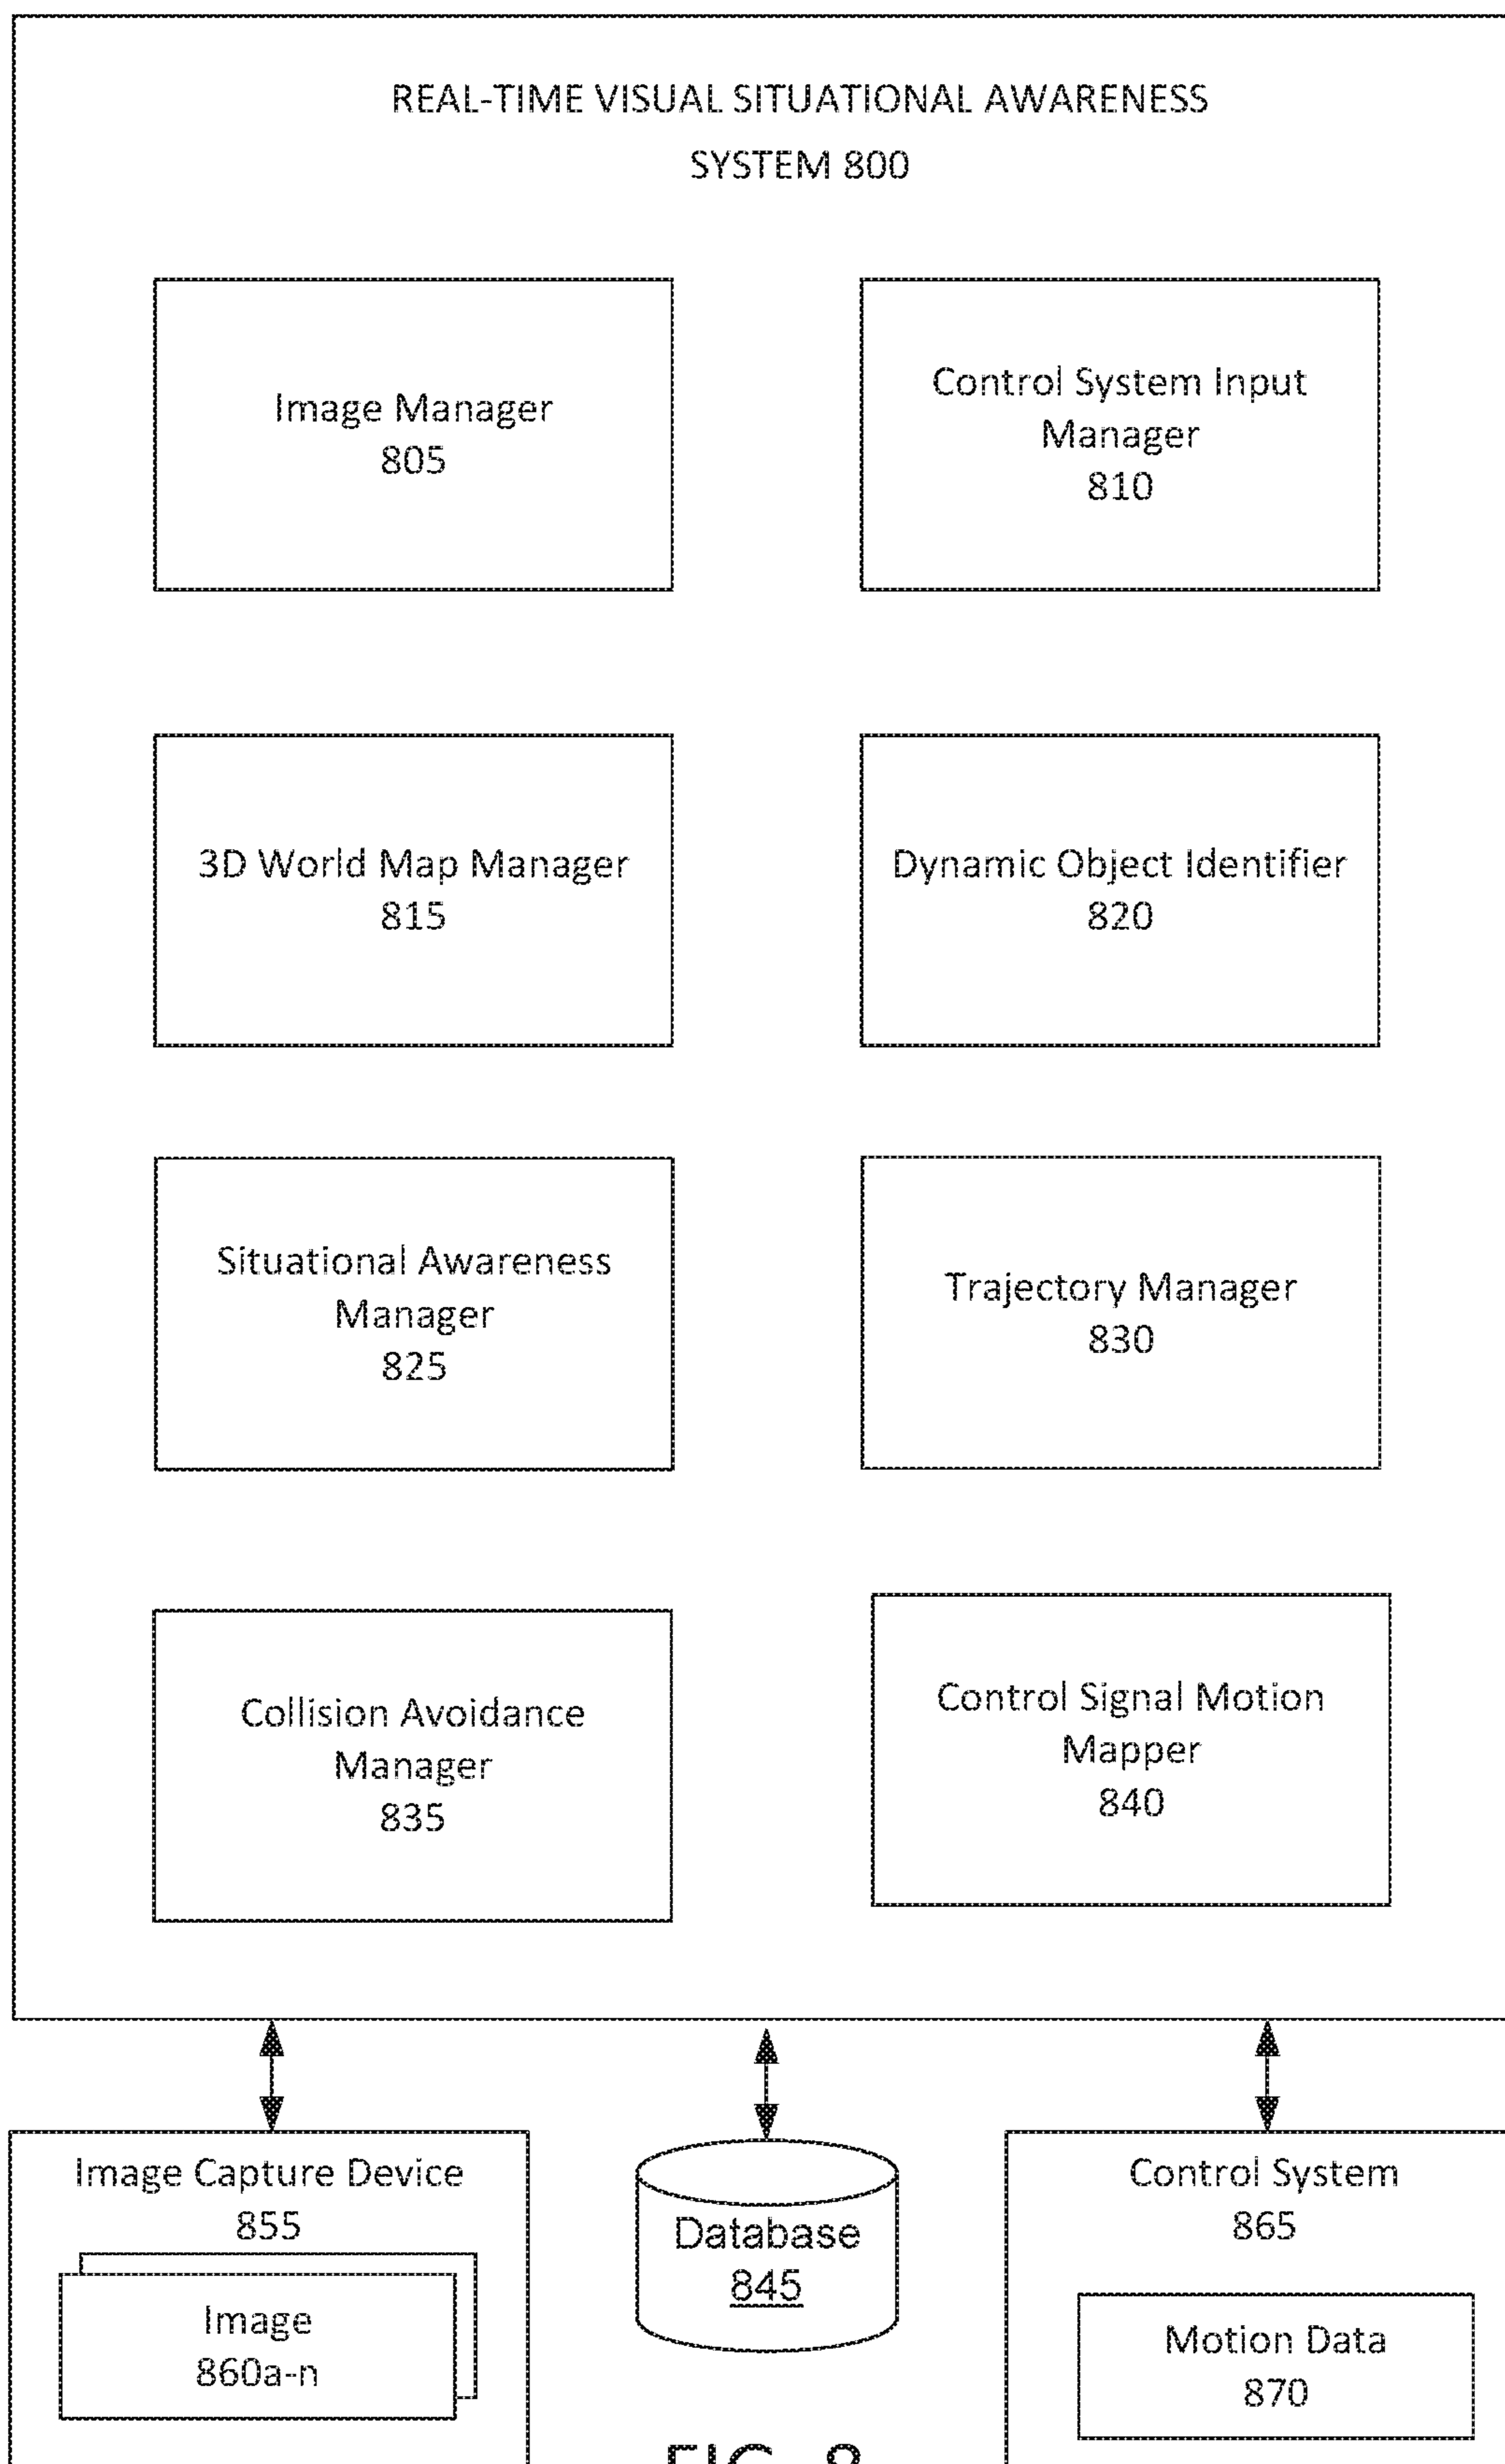 REAL-TIME VISUAL SITUATIONAL AWARENESS
SYSTEM 800
Image Manager
805
Control System Input
Manager
810
3D World Map Manager
815
Dynamic Object Identifier
820
Situational Awareness
Manager
825
Trajectory Manager
830
Collision Avoidance
Manager
835
Control Signal Motion
Mapper
840
Image Capture Device
855
Image
860a-n
Database
845
Control System
865
Motion Data
870
FIG. 8